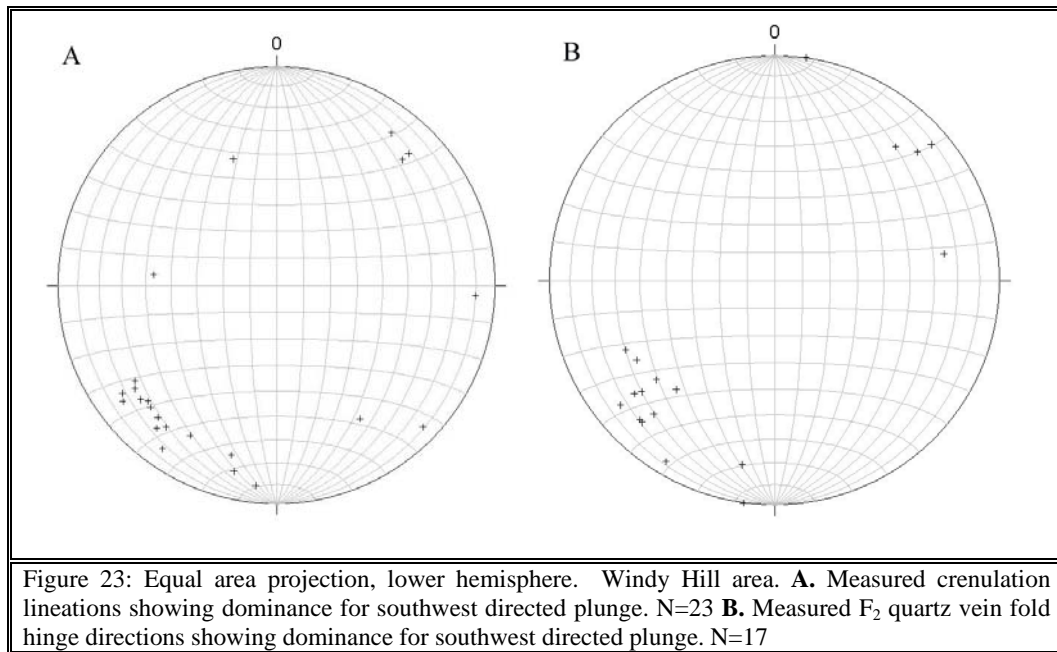 A
0
B
0
Figure 23: Equal area projection, lower hemisphere. Windy Hill area. A. Measured crenulation
lineations showing dominance for southwest directed plunge. N=23 B. Measured F₂ quartz vein fold
hinge directions showing dominance for southwest directed plunge. N=17